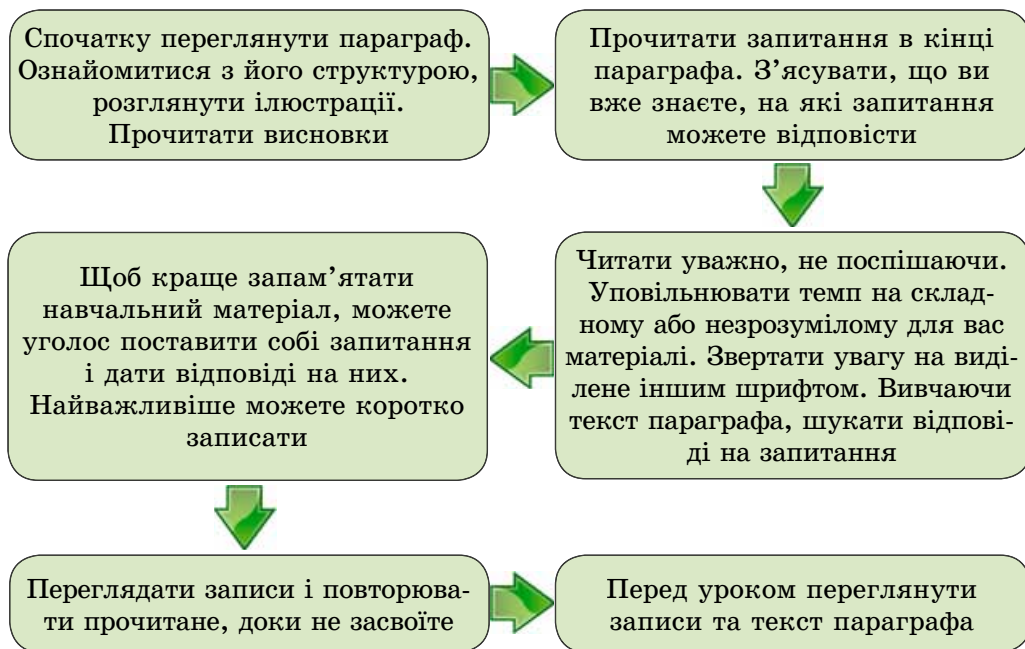 Спочатку переглянути параграф.
Ознайомитися з його структурою,
розглянути ілюстрації.
Прочитати висновки
Прочитати запитання в кінці
параграфа. З’ясувати, що ви
вже знаєте, на які запитання
можете відповісти
Читати уважно, не поспішаючи.
Уповільнювати темп на склад-
ному або незрозумілому для вас
матеріалі. Звертати увагу на виді-
лене іншим шрифтом. Вивчаючи
текст параграфа, шукати відпові-
ді на запитання
Щоб краще запам’ятати
навчальний матеріал, можете
уголос поставити собі запитання
і дати відповіді на них.
Найважливіше можете коротко
записати
Переглядати записи і повторюва-
ти прочитане, доки не засвоїте
Перед уроком переглянути
записи та текст параграфа